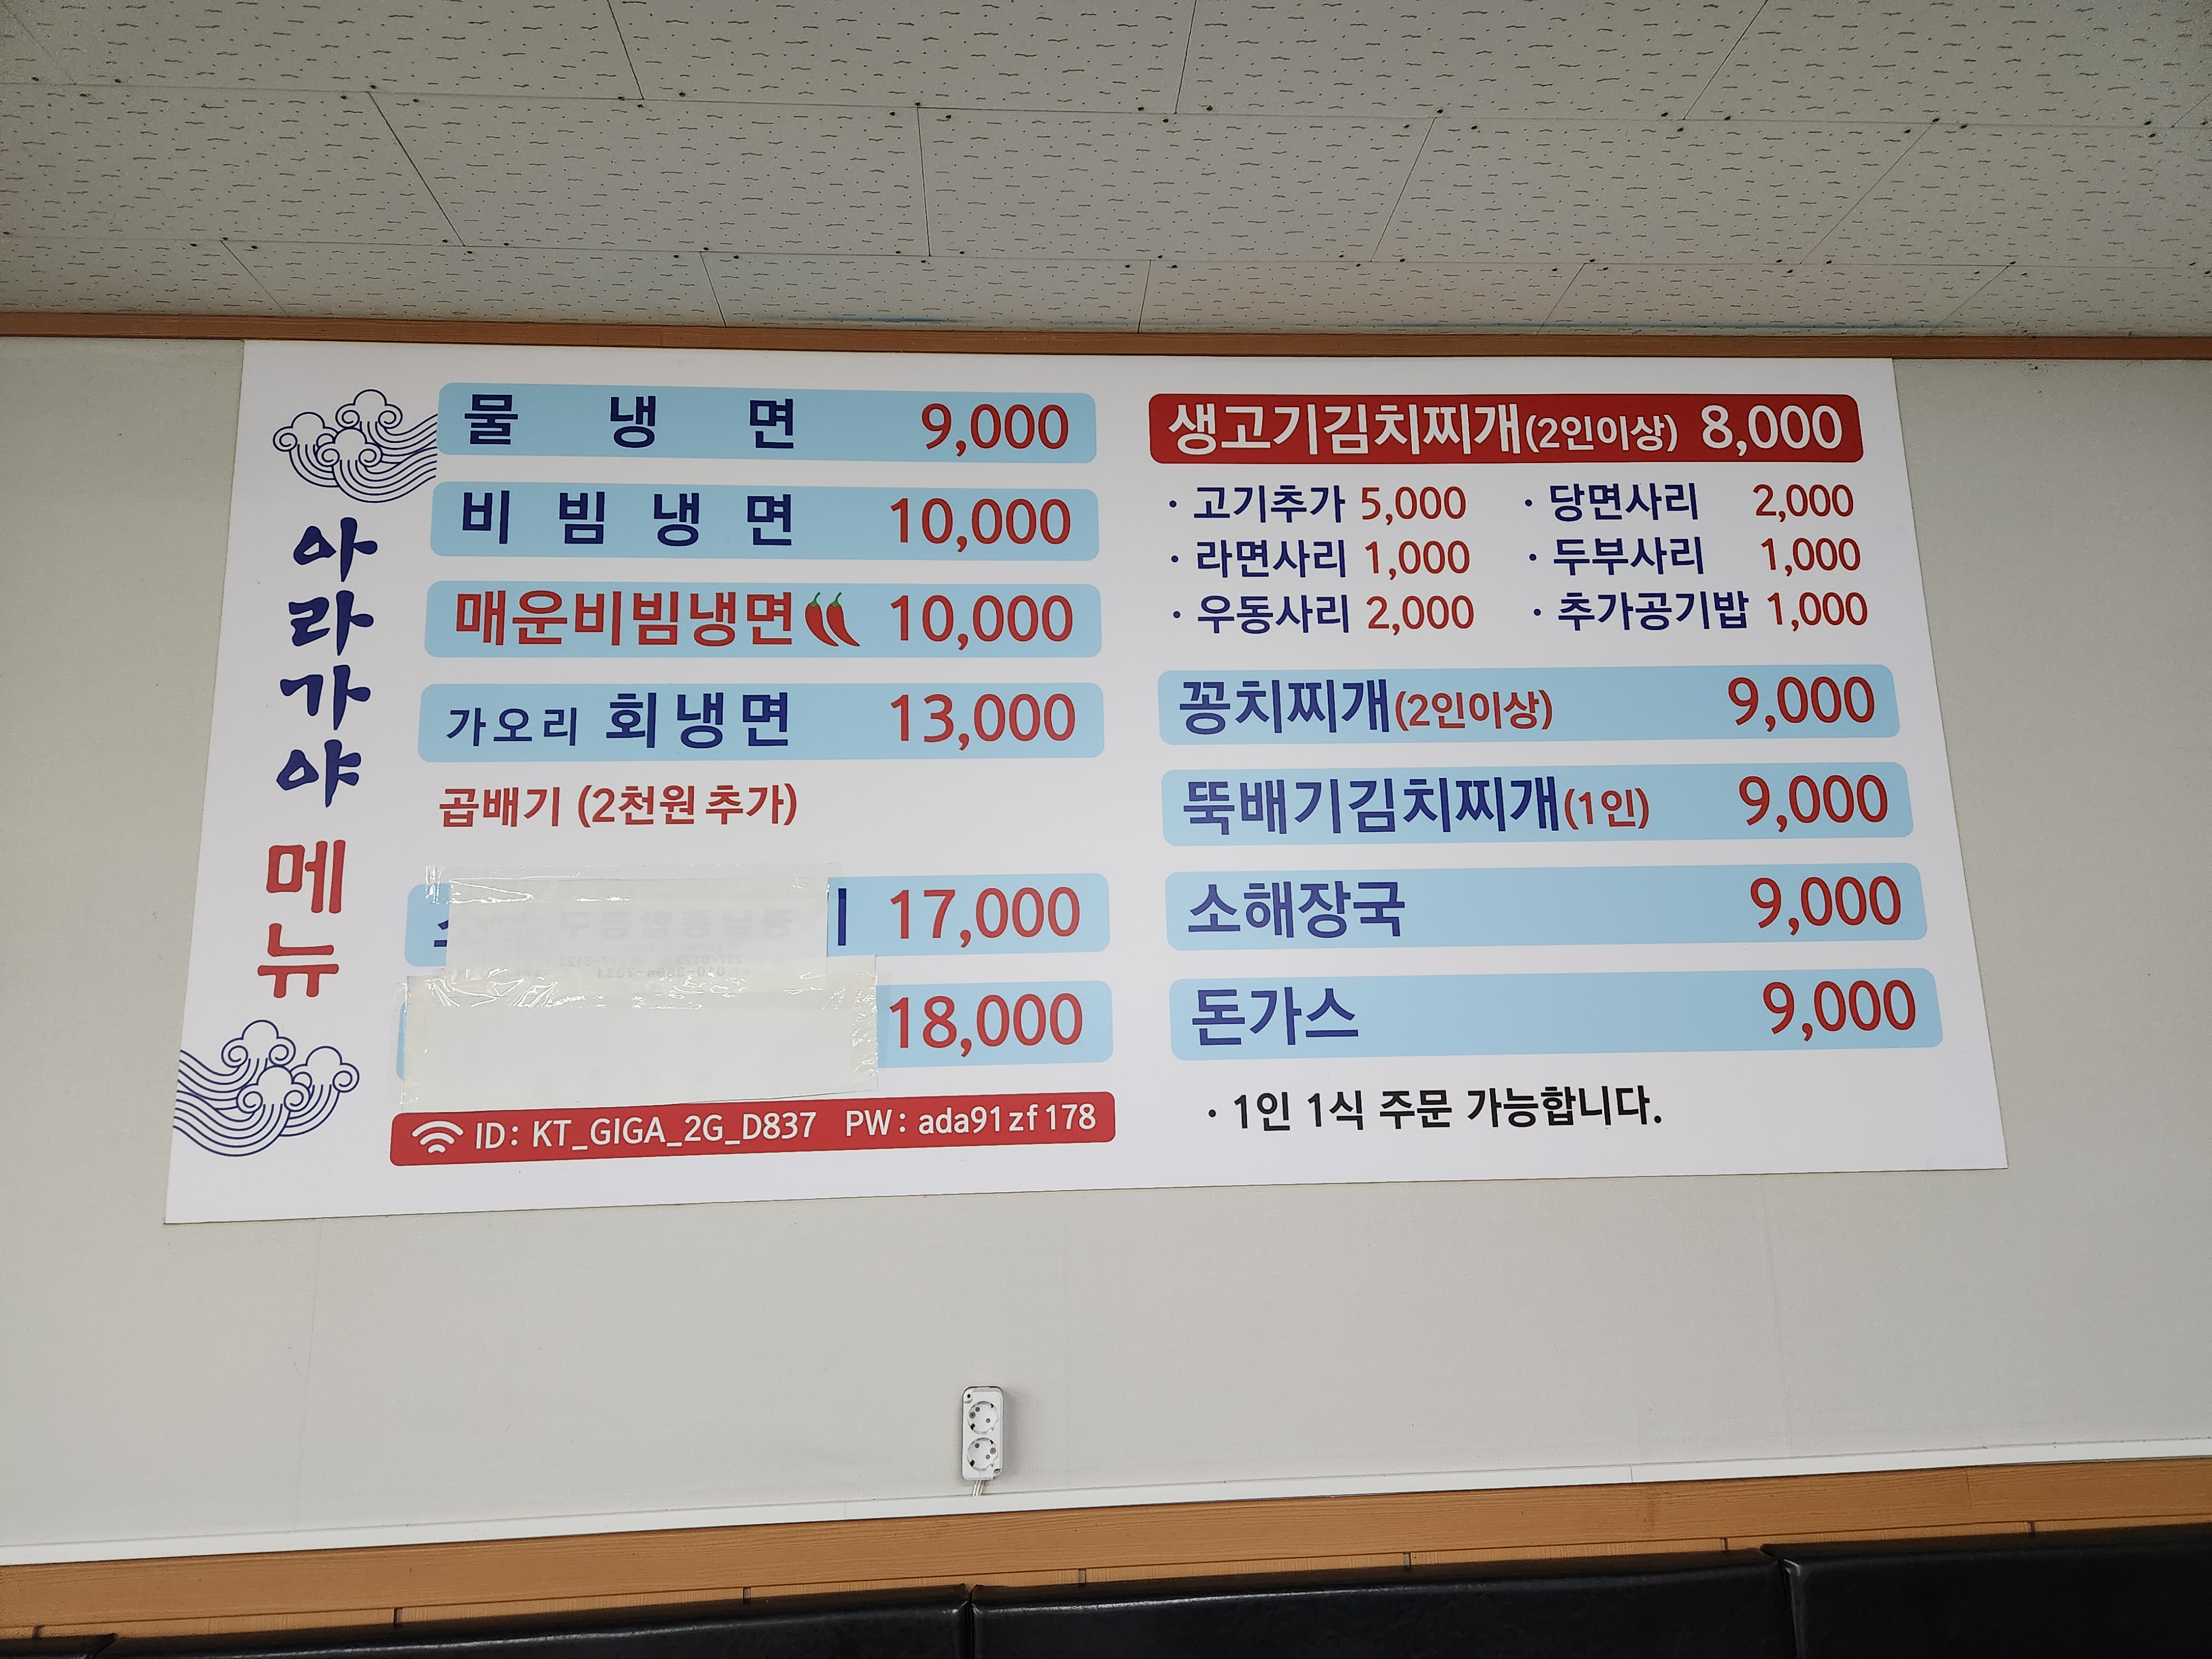 아라가야 메뉴
물 냉 면 9,000
비 빔 냉 면 10,000
매운비빔냉면 10,000
가오리 회냉면 13,000
곱배기 (2천원 추가)
17,000
18,000
ID: KT_GIGA_2G_D837 PW: ada91zf178
생고기김치찌개(2인이상) 8,000
· 고기추가 5,000 · 당면사리 2,000
· 라면사리 1,000 · 두부사리 1,000
· 우동사리 2,000 · 추가공기밥 1,000
꽁치찌개(2인이상) 9,000
뚝배기김치찌개(1인) 9,000
소해장국 9,000
돈가스 9,000
· 1인 1식 주문 가능합니다.